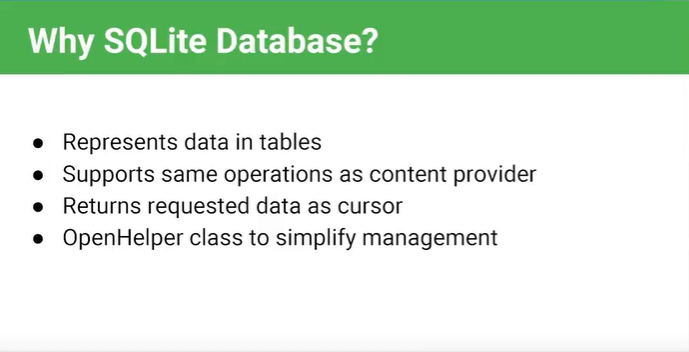 Why SQLite Database?
● Represents data in tables
● Supports same operations as content provider
● Returns requested data as cursor
● OpenHelper class to simplify management